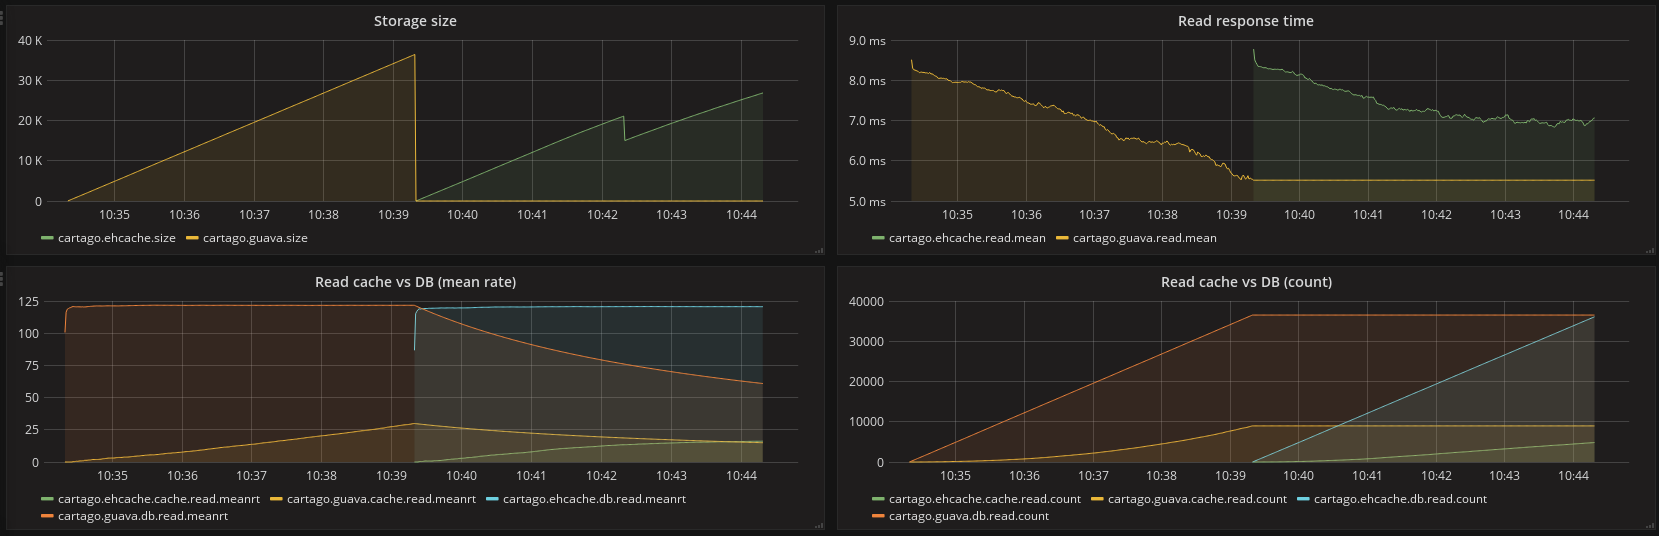 Storage size
40 K
30 K
20 K
10 K
0
10:35 10:36 10:37 10:38 10:39 10:40 10:41 10:42 10:43 10:44
cartago.ehcache.size cartago.guava.size
Read response time
9.0 ms
8.0 ms
7.0 ms
6.0 ms
5.0 ms
10:35 10:36 10:37 10:38 10:39 10:40 10:41 10:42 10:43 10:44
cartago.ehcache.read.mean cartago.guava.read.mean
Read cache vs DB (mean rate)
125
100
75
50
25
0
10:35 10:36 10:37 10:38 10:39 10:40 10:41 10:42 10:43 10:44
cartago.ehcache.cache.read.meanrt cartago.guava.cache.read.meanrt cartago.ehcache.db.read.meanrt
cartago.guava.db.read.meanrt
Read cache vs DB (count)
40000
30000
20000
10000
0
10:35 10:36 10:37 10:38 10:39 10:40 10:41 10:42 10:43 10:44
cartago.ehcache.cache.read.count cartago.guava.cache.read.count cartago.ehcache.db.read.count
cartago.guava.db.read.count